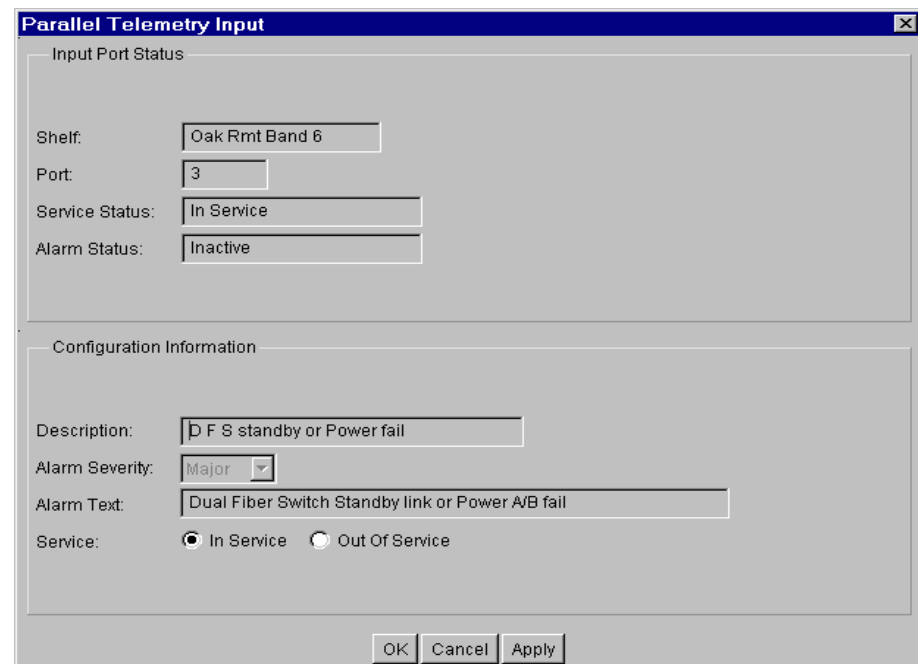 Parallel Telemetry Input
Input Port Status
Shelf: Oak Rmt Band 6
Port: 3
Service Status: In Service
Alarm Status: Inactive
Configuration Information
Description: D F S standby or Power fail
Alarm Severity: Major
Alarm Text: Dual Fiber Switch Standby link or Power A/B fail
Service: In Service Out Of Service
OK Cancel Apply